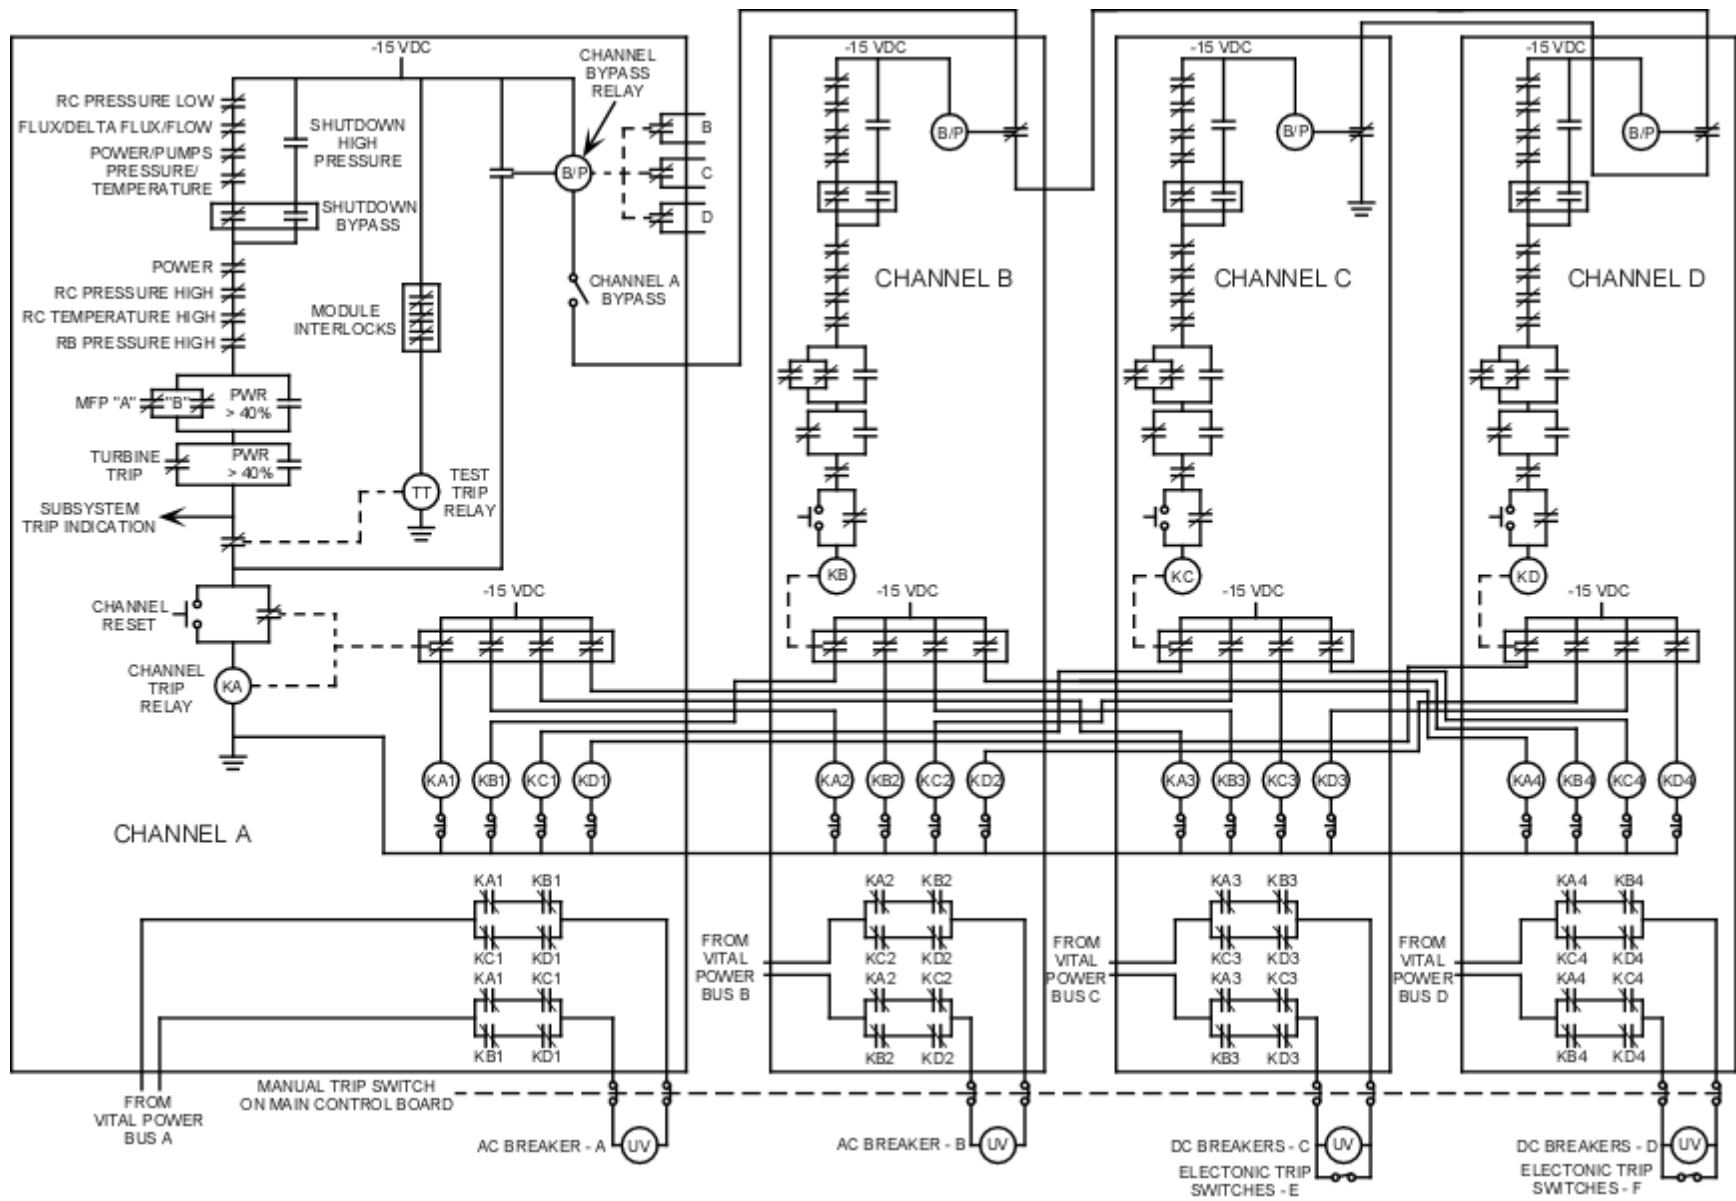 -15 VDC
CHANNEL
BYPASS
RELAY
RC PRESSURE LOW
FLUX/DELTA FLUX/FLOW
POWER/PUMPS
PRESSURE/
TEMPERATURE
SHUTDOWN
HIGH
PRESSURE
SHUTDOWN
BYPASS
B/P
B
C
D
POWER
RC PRESSURE HIGH
RC TEMPERATURE HIGH
RB PRESSURE HIGH
MODULE
INTERLOCKS
CHANNEL A
BYPASS
MFP "A"
"B"
PWR
> 40%
TURBINE
TRIP
PWR
> 40%
SUBSYSTEM
TRIP INDICATION
TT
TEST
TRIP
RELAY
CHANNEL
RESET
CHANNEL
TRIP
RELAY
KA
-15 VDC
KA1 KB1 KC1 KD1
CHANNEL A
KA1 KB1
KC1 KD1
KA1 KC1
KB1 KD1
FROM
VITAL POWER
BUS A
MANUAL TRIP SWITCH
ON MAIN CONTROL BOARD
AC BREAKER - A
UV
-15 VDC
B/P
CHANNEL B
KB
-15 VDC
KA2 KB2 KC2 KD2
KA2 KB2
KC2 KD2
KA2 KC2
KB2 KD2
FROM
VITAL
POWER
BUS B
AC BREAKER - B
UV
-15 VDC
B/P
CHANNEL C
KC
-15 VDC
KA3 KB3 KC3 KD3
KA3 KB3
KC3 KD3
KA3 KC3
KB3 KD3
FROM
VITAL
POWER
BUS C
DC BREAKERS - C
UV
ELECTONIC TRIP
SWITCHES - E
-15 VDC
B/P
CHANNEL D
KD
-15 VDC
KA4 KB4 KC4 KD4
KA4 KB4
KC4 KD4
KA4 KC4
KB4 KD4
FROM
VITAL
POWER
BUS D
DC BREAKERS - D
UV
ELECTONIC TRIP
SWITCHES - F